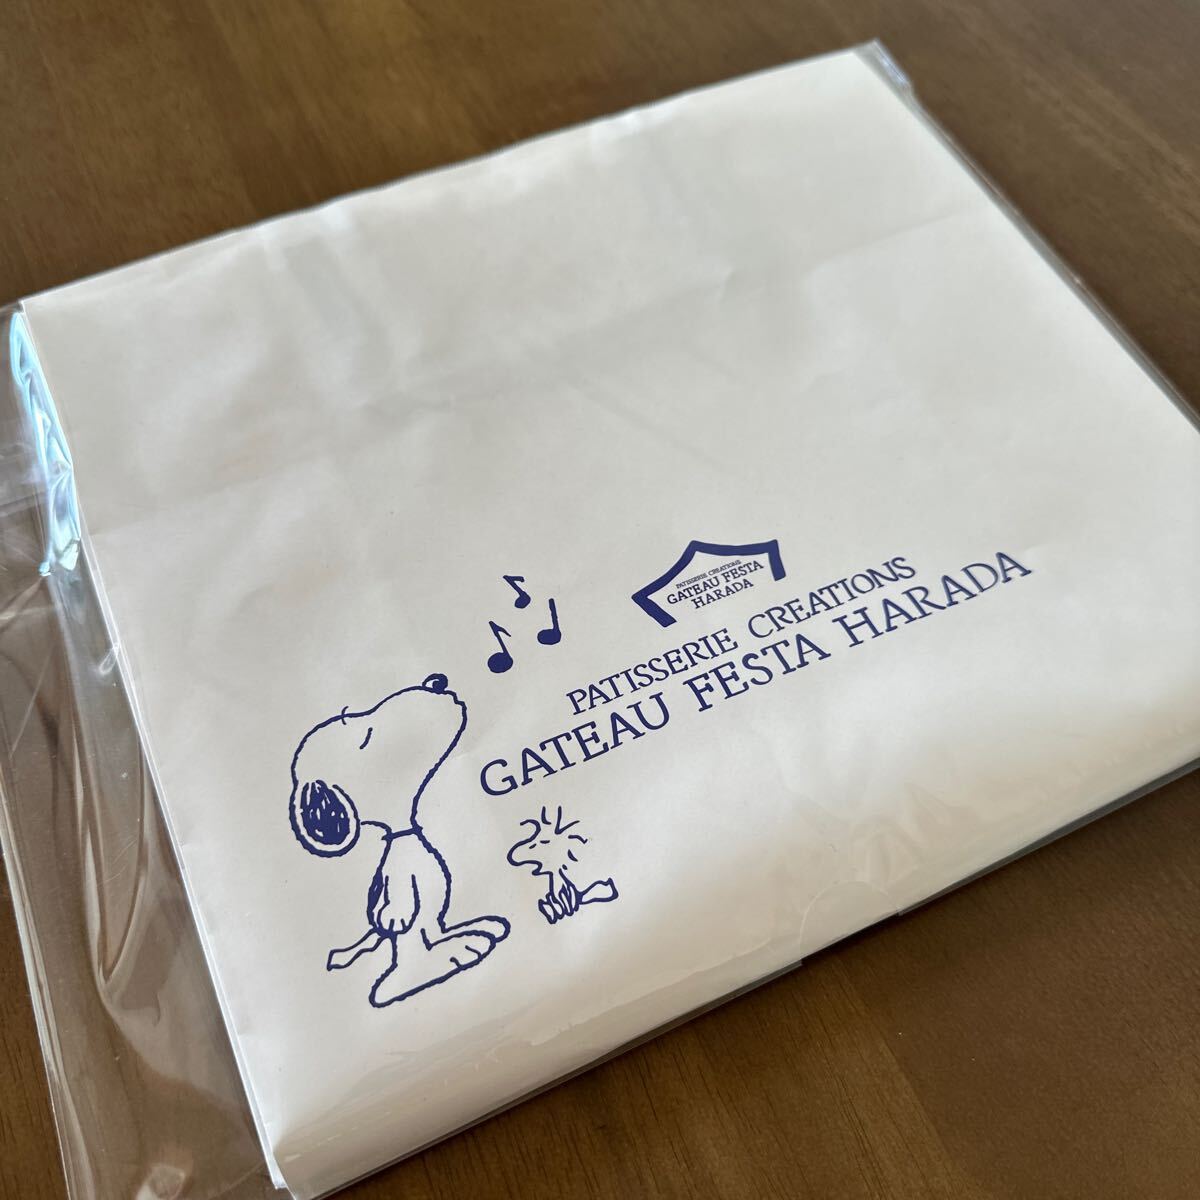 PATISSERIE CREATIONS
GATEAU FESTA
HARADA
PATISSERIE CREATIONS
GATEAU FESTA HARADA